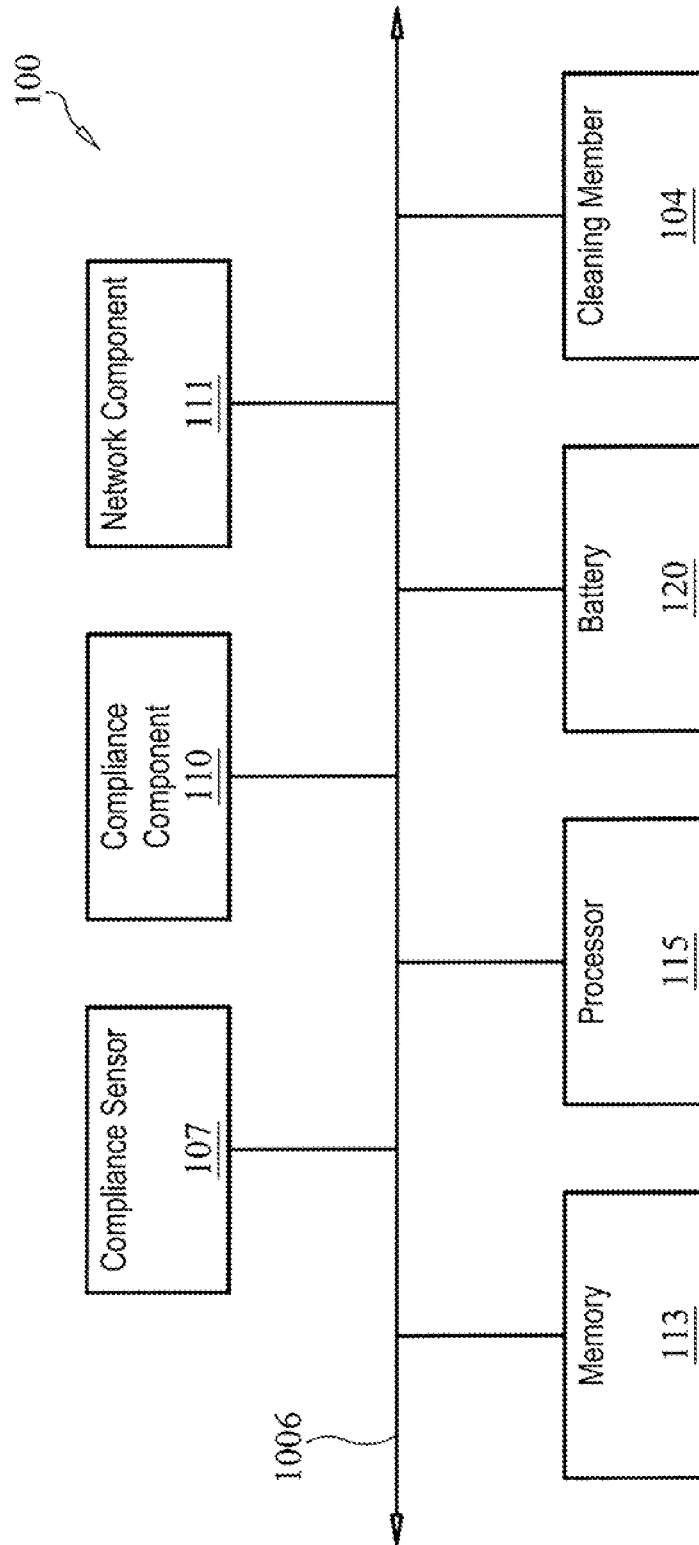 100
Compliance Sensor
107
Compliance
Component
110
Network Component
111
1006
Memory
113
Processor
115
Battery
120
Cleaning Member
104